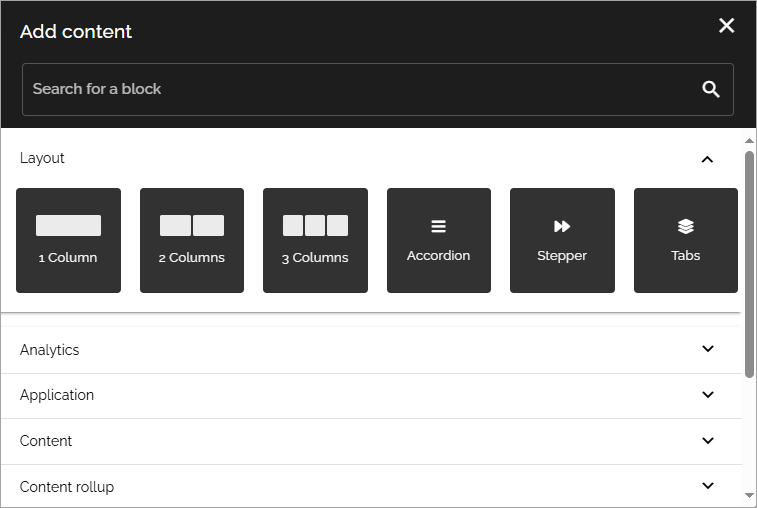 Add content
Search for a block
Layout
1 Column
2 Columns
3 Columns
Accordion
Stepper
Tabs
Analytics
Application
Content
Content rollup